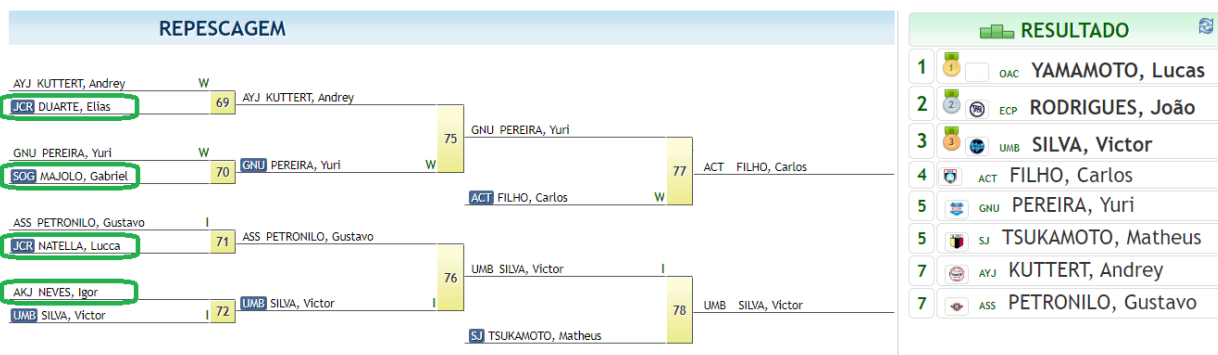 REPESCAGEM
AYJ KUTTERT, Andrey W
JCR DUARTE, Elias
69
AYJ KUTTERT, Andrey
GNU PEREIRA, Yuri W
SOG MAJOLO, Gabriel
70
GNU PEREIRA, Yuri W
75
GNU PEREIRA, Yuri
ACT FILHO, Carlos W
77
ACT FILHO, Carlos
ASS PETRONILO, Gustavo I
JCR NATELLA, Lucca
71
ASS PETRONILO, Gustavo
AKJ NEVES, Igor
UMB SILVA, Victor I
72
UMB SILVA, Victor I
76
UMB SILVA, Victor I
SJ TSUKAMOTO, Matheus
78
UMB SILVA, Victor
RESULTADO
1 1 OAC YAMAMOTO, Lucas
2 2 ECP RODRIGUES, João
3 3 UMB SILVA, Victor
4 ACT FILHO, Carlos
5 GNU PEREIRA, Yuri
5 SJ TSUKAMOTO, Matheus
7 AYJ KUTTERT, Andrey
7 ASS PETRONILO, Gustavo